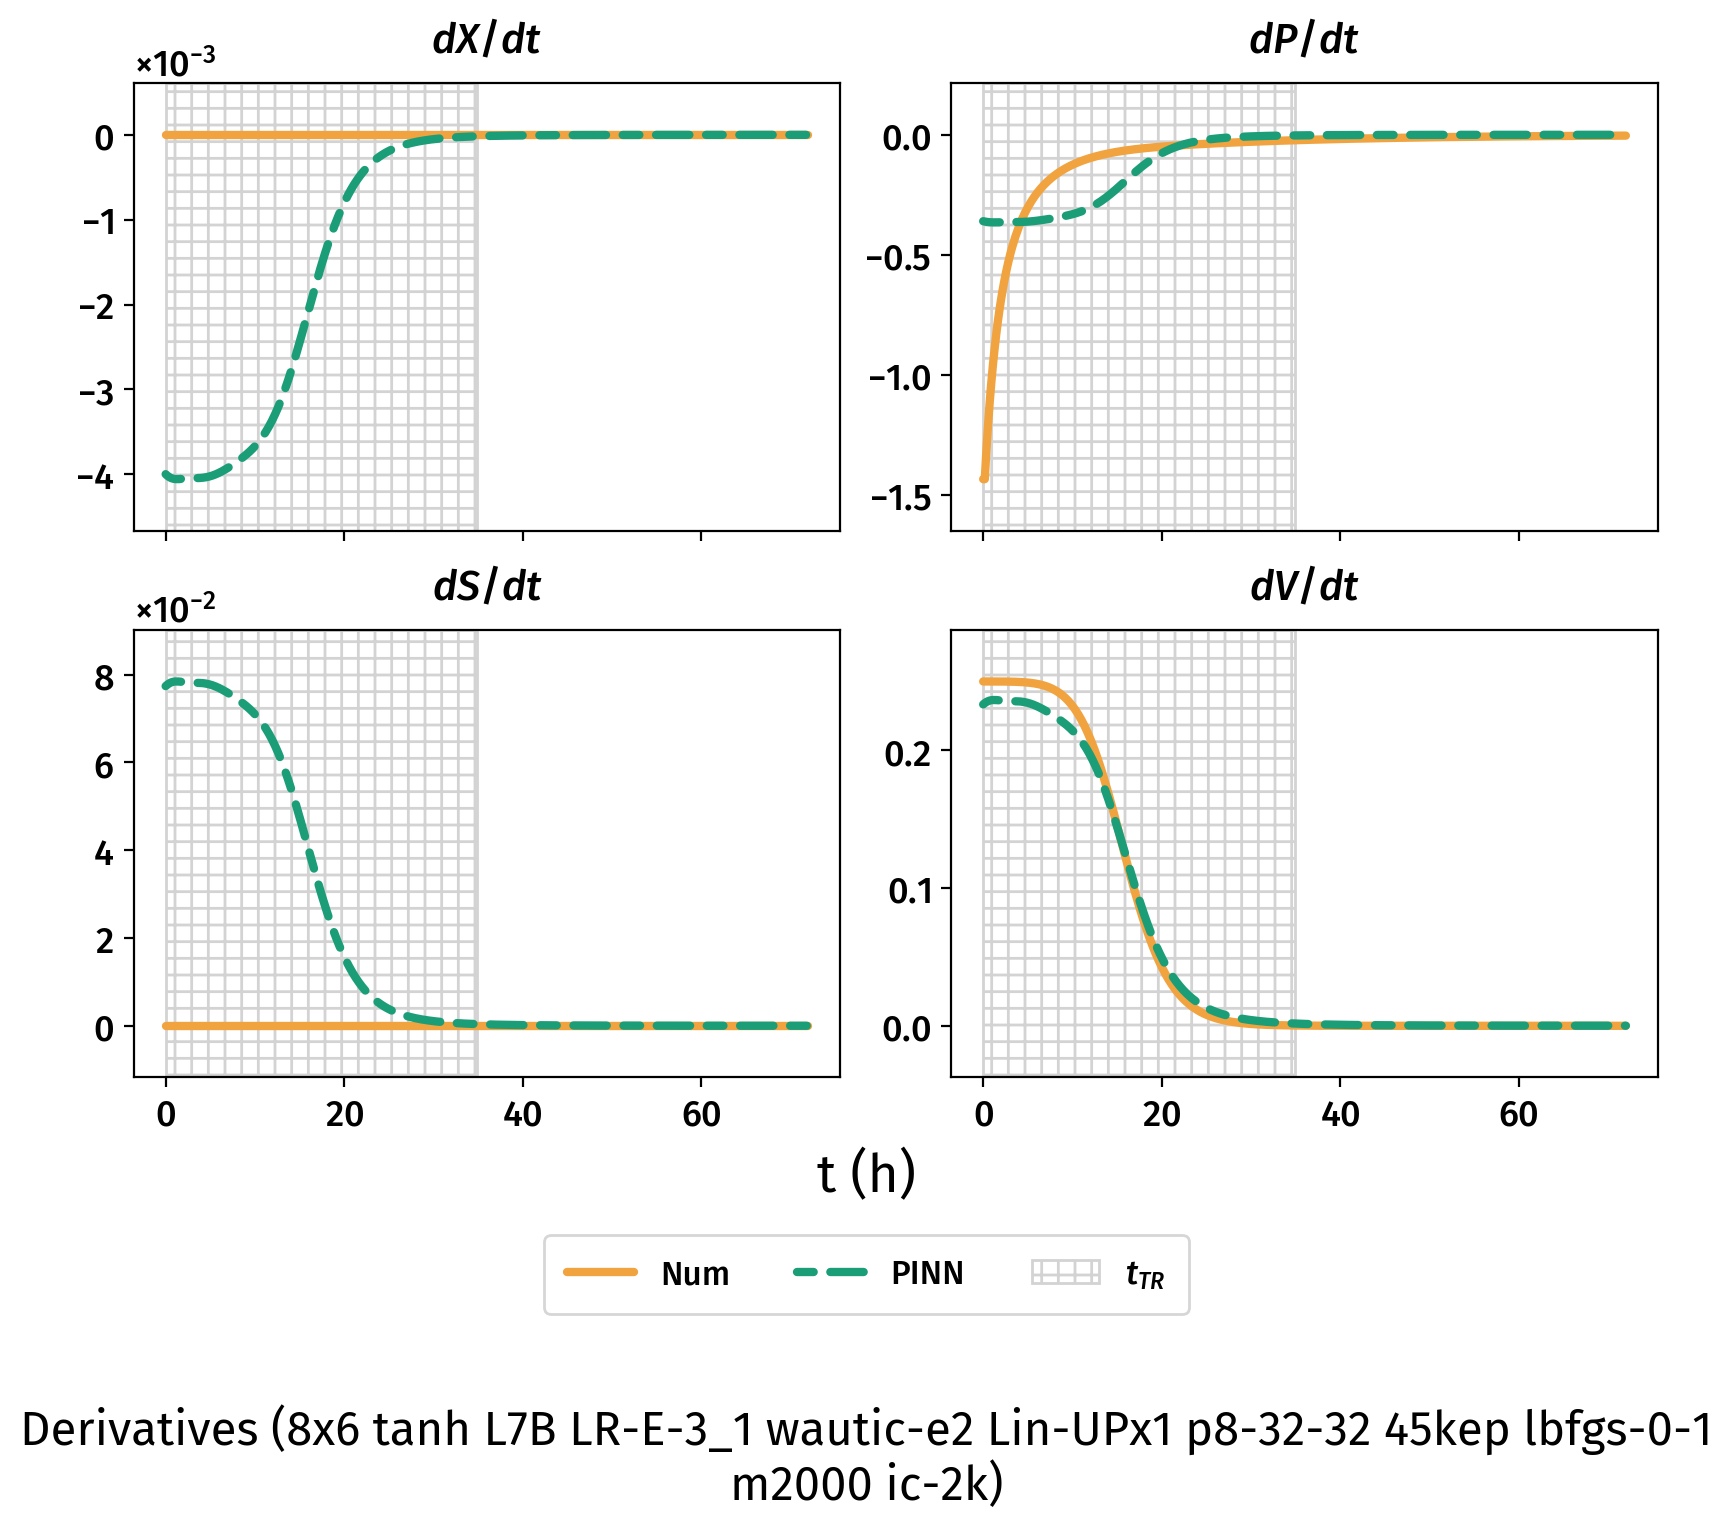 dX/dt
dP/dt
×10⁻³
0
−1
−2
−3
−4
0.0
−0.5
−1.0
−1.5
dS/dt
dV/dt
×10⁻²
8
6
4
2
0
0.2
0.1
0.0
0 20 40 60
0 20 40 60
t (h)
Num PINN t_TR
Derivatives (8x6 tanh L7B LR-E-3_1 wautic-e2 Lin-UPx1 p8-32-32 45kep lbfgs-0-1
m2000 ic-2k)